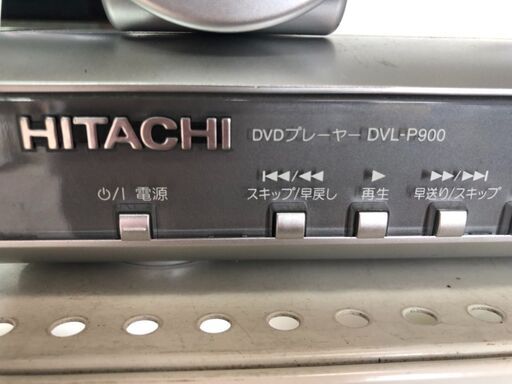 HITACHI DVDプレーヤー DVL-P900
⏮/◀◀ ▶ ▶▶/⏭
⏻/I 電源 スキップ/早戻し 再生 早送り/スキップ